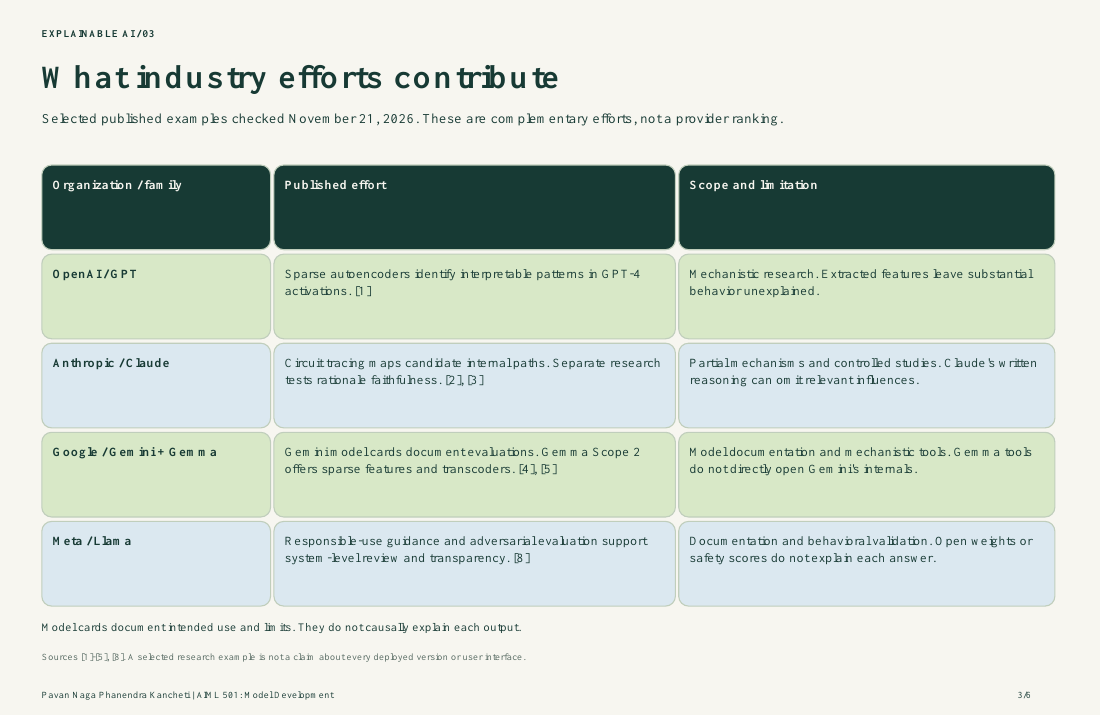 EXPLAINABLE AI/03
What industry efforts contribute
Selected published examples checked November 21, 2026. These are complementary efforts, not a provider ranking.
Organization / family
Published effort
Scope and limitation
OpenAI / GPT
Sparse autoencoders identify interpretable patterns in GPT-4
activations. [1]
Mechanistic research. Extracted features leave substantial
behavior unexplained.
Anthropic / Claude
Circuit tracing maps candidate internal paths. Separate research
tests rationale faithfulness. [2], [3]
Partial mechanisms and controlled studies. Claude's written
reasoning can omit relevant influences.
Google / Gemini + Gemma
Gemini model cards document evaluations. Gemma Scope 2
offers sparse features and transcoders. [4], [5]
Model documentation and mechanistic tools. Gemma tools
do not directly open Gemini's internals.
Meta / Llama
Responsible-use guidance and adversarial evaluation support
system-level review and transparency. [8]
Documentation and behavioral validation. Open weights or
safety scores do not explain each answer.
Model cards document intended use and limits. They do not causally explain each output.
Sources [1]-[5], [8]. A selected research example is not a claim about every deployed version or user interface.
Pavan Naga Phanendra Kancheti | AIML 501: Model Development
3/6